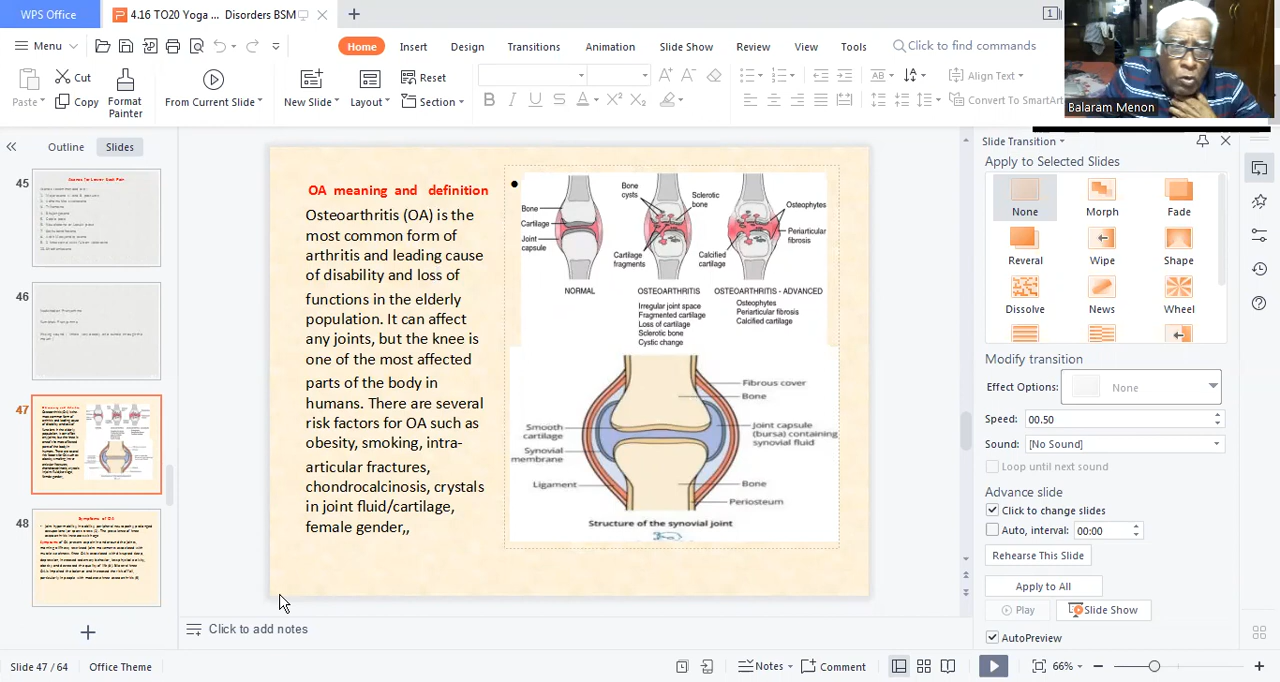 WPS Office
4.16 TO20 Yoga ... Disorders BSM
1
Menu
Home
Insert
Design
Transitions
Animation
Slide Show
Review
View
Tools
Click to find commands
Paste
Cut
Copy
Format
Painter
From Current Slide
New Slide
Layout
Reset
Section
Align Text
Convert To SmartArt
Balaram Menon
Outline
Slides
45
46
47
48
Symptoms of OA
OA meaning and definition
Osteoarthritis (OA) is the
most common form of
arthritis and leading cause
of disability and loss of
functions in the elderly
population. It can affect
any joints, but the knee is
one of the most affected
parts of the body in
humans. There are several
risk factors for OA such as
obesity, smoking, intra-
articular fractures,
chondrocalcinosis, crystals
in joint fluid/cartilage,
female gender,,
Bone
Cartilage
Joint
capsule
Bone
cysts
Sclerotic
bone
Cartilage
fragments
Calcified
cartilage
Osteophytes
Periarticular
fibrosis
NORMAL
OSTEOARTHRITIS
Irregular joint space
Fragmented cartilage
Loss of cartilage
Sclerotic bone
Cystic change
OSTEOARTHRITIS - ADVANCED
Osteophytes
Periarticular fibrosis
Calcified cartilage
Fibrous cover
Bone
Smooth
cartilage
Joint capsule
(bursa) containing
synovial fluid
Synovial
membrane
Ligament
Bone
Periosteum
Structure of the synovial joint
Slide Transition
Apply to Selected Slides
None
Morph
Fade
Reveral
Wipe
Shape
Dissolve
News
Wheel
Modify transition
Effect Options: None
Speed: 00.50
Sound: [No Sound]
Loop until next sound
Advance slide
Click to change slides
Auto, interval: 00:00
Rehearse This Slide
Apply to All
Play
Slide Show
AutoPreview
Click to add notes
Slide 47 / 64
Office Theme
Notes
Comment
66%